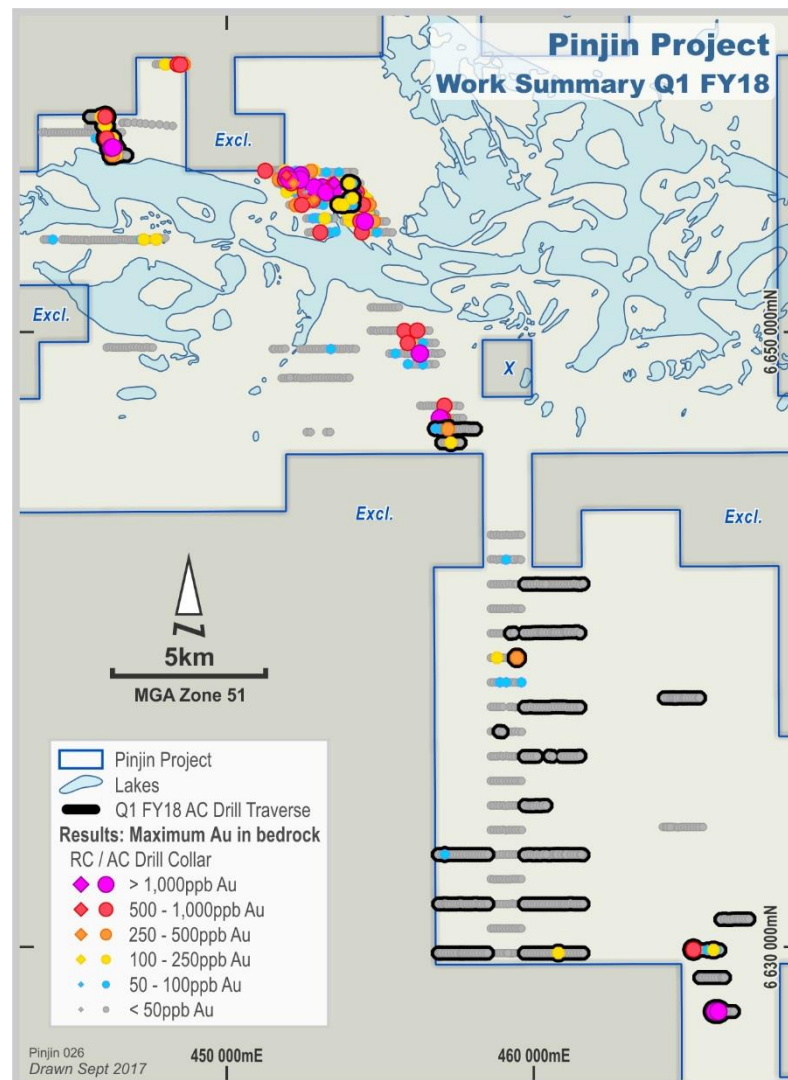 Pinjin Project
Work Summary Q1 FY18
Excl.
Excl.
X
6 650 000mN
Excl.
Excl.
N
5km
MGA Zone 51
Pinjin Project
Lakes
Q1 FY18 AC Drill Traverse
Results: Maximum Au in bedrock
RC / AC Drill Collar
> 1,000ppb Au
500 - 1,000ppb Au
250 - 500ppb Au
100 - 250ppb Au
50 - 100ppb Au
< 50ppb Au
6 630 000mN
Pinjin 026
Drawn Sept 2017
450 000mE
460 000mE